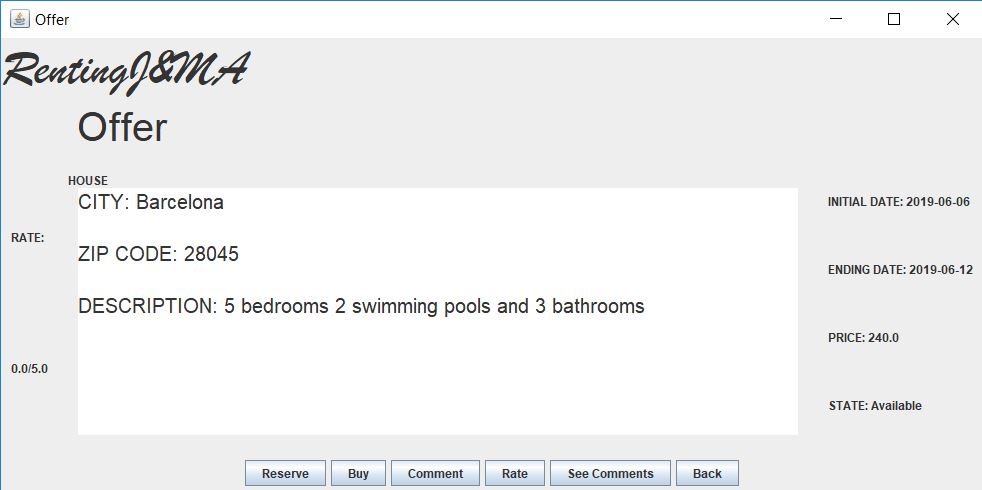 Offer
RentingJ&MA
Offer
HOUSE
CITY: Barcelona
ZIP CODE: 28045
DESCRIPTION: 5 bedrooms 2 swimming pools and 3 bathrooms
RATE:
0.0/5.0
INITIAL DATE: 2019-06-06
ENDING DATE: 2019-06-12
PRICE: 240.0
STATE: Available
Reserve
Buy
Comment
Rate
See Comments
Back